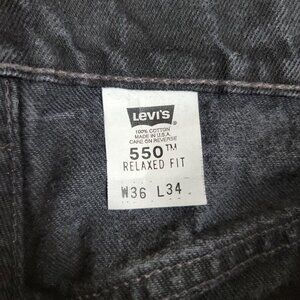 LEVI'S®
100% COTTON
MADE IN U.S.A.
CARE ON REVERSE
550™
RELAXED FIT
W36 L34